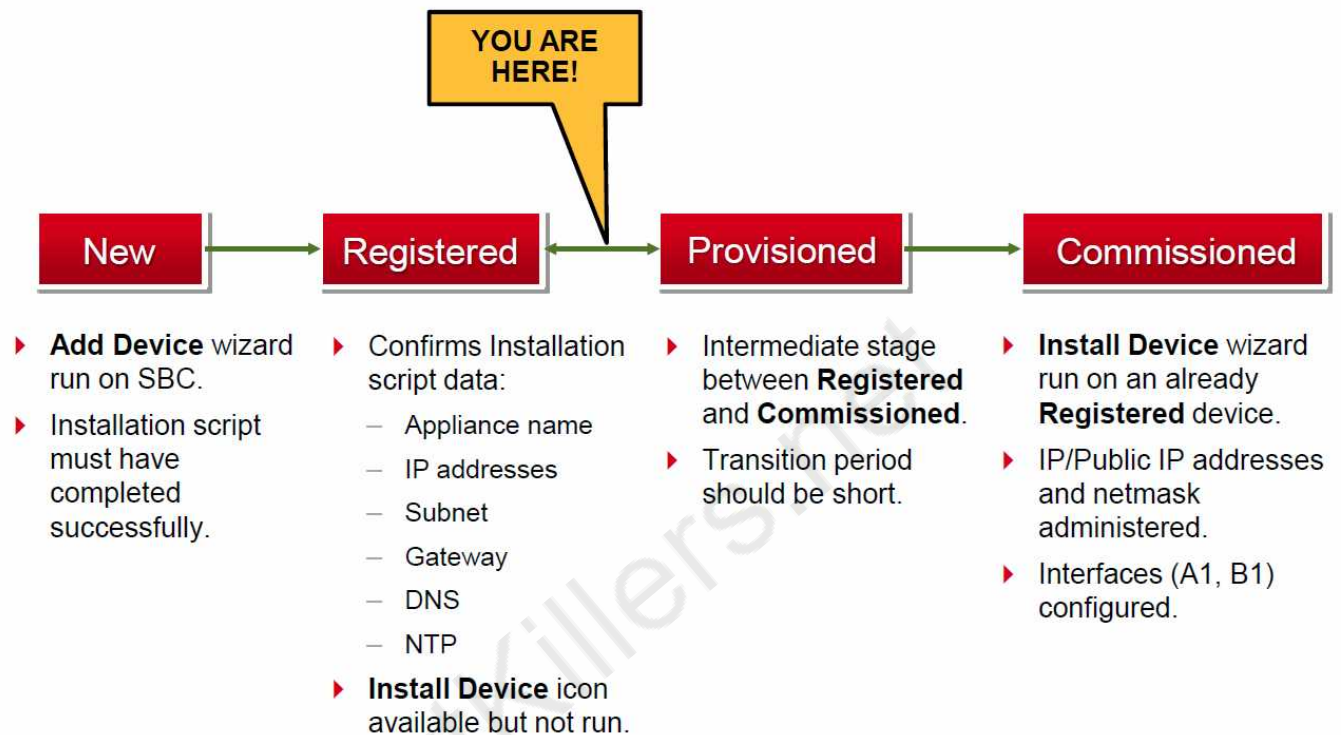 YOU ARE
HERE!
New
Registered
Provisioned
Commissioned
Add Device wizard
run on SBC.
Installation script
must have
completed
successfully.
Confirms Installation
script data:
– Appliance name
– IP addresses
– Subnet
– Gateway
– DNS
– NTP
Install Device icon
available but not run.
Intermediate stage
between Registered
and Commissioned.
Transition period
should be short.
Install Device wizard
run on an already
Registered device.
IP/Public IP addresses
and netmask
administered.
Interfaces (A1, B1)
configured.
tKillers.net